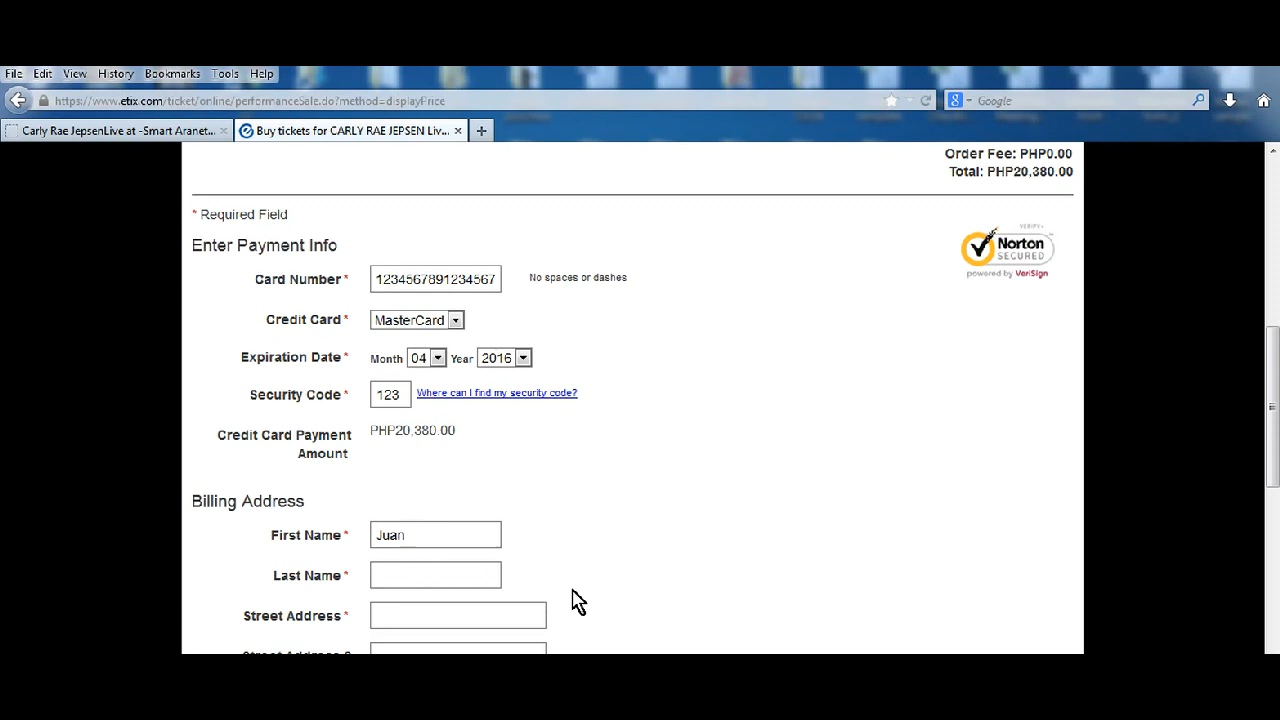 File Edit View History Bookmarks Tools Help
https://www.etix.com/ticket/online/performanceSale.do?method=displayPrice
Google
Carly Rae JepsenLive at -Smart Aranet...
Buy tickets for CARLY RAE JEPSEN Liv...
Order Fee: PHP0.00
Total: PHP20,380.00
* Required Field
Enter Payment Info
VERIFY
Norton
SECURED
powered by VeriSign
Card Number * 1234567891234567 No spaces or dashes
Credit Card * MasterCard
Expiration Date * Month 04 Year 2016
Security Code * 123 Where can I find my security code?
Credit Card Payment Amount PHP20,380.00
Billing Address
First Name * Juan
Last Name *
Street Address *